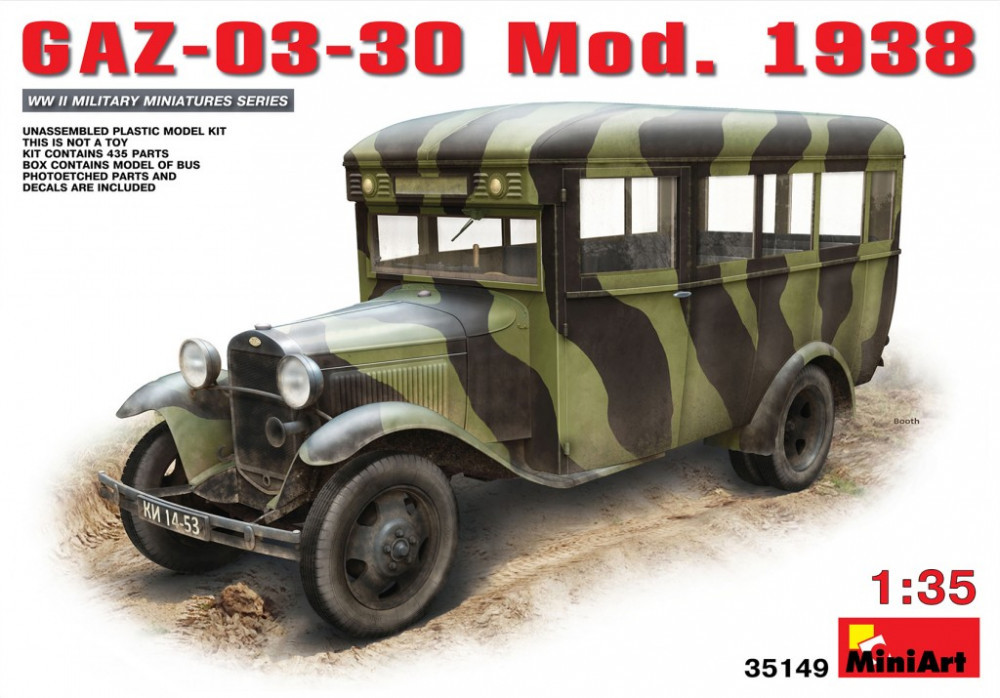 GAZ-03-30 Mod. 1938
WW II MILITARY MINIATURES SERIES
UNASSEMBLED PLASTIC MODEL KIT
THIS IS NOT A TOY
KIT CONTAINS 435 PARTS
BOX CONTAINS MODEL OF BUS
PHOTOETCHED PARTS AND
DECALS ARE INCLUDED
Booth
КИ 14-53
1:35
35149 MiniArt